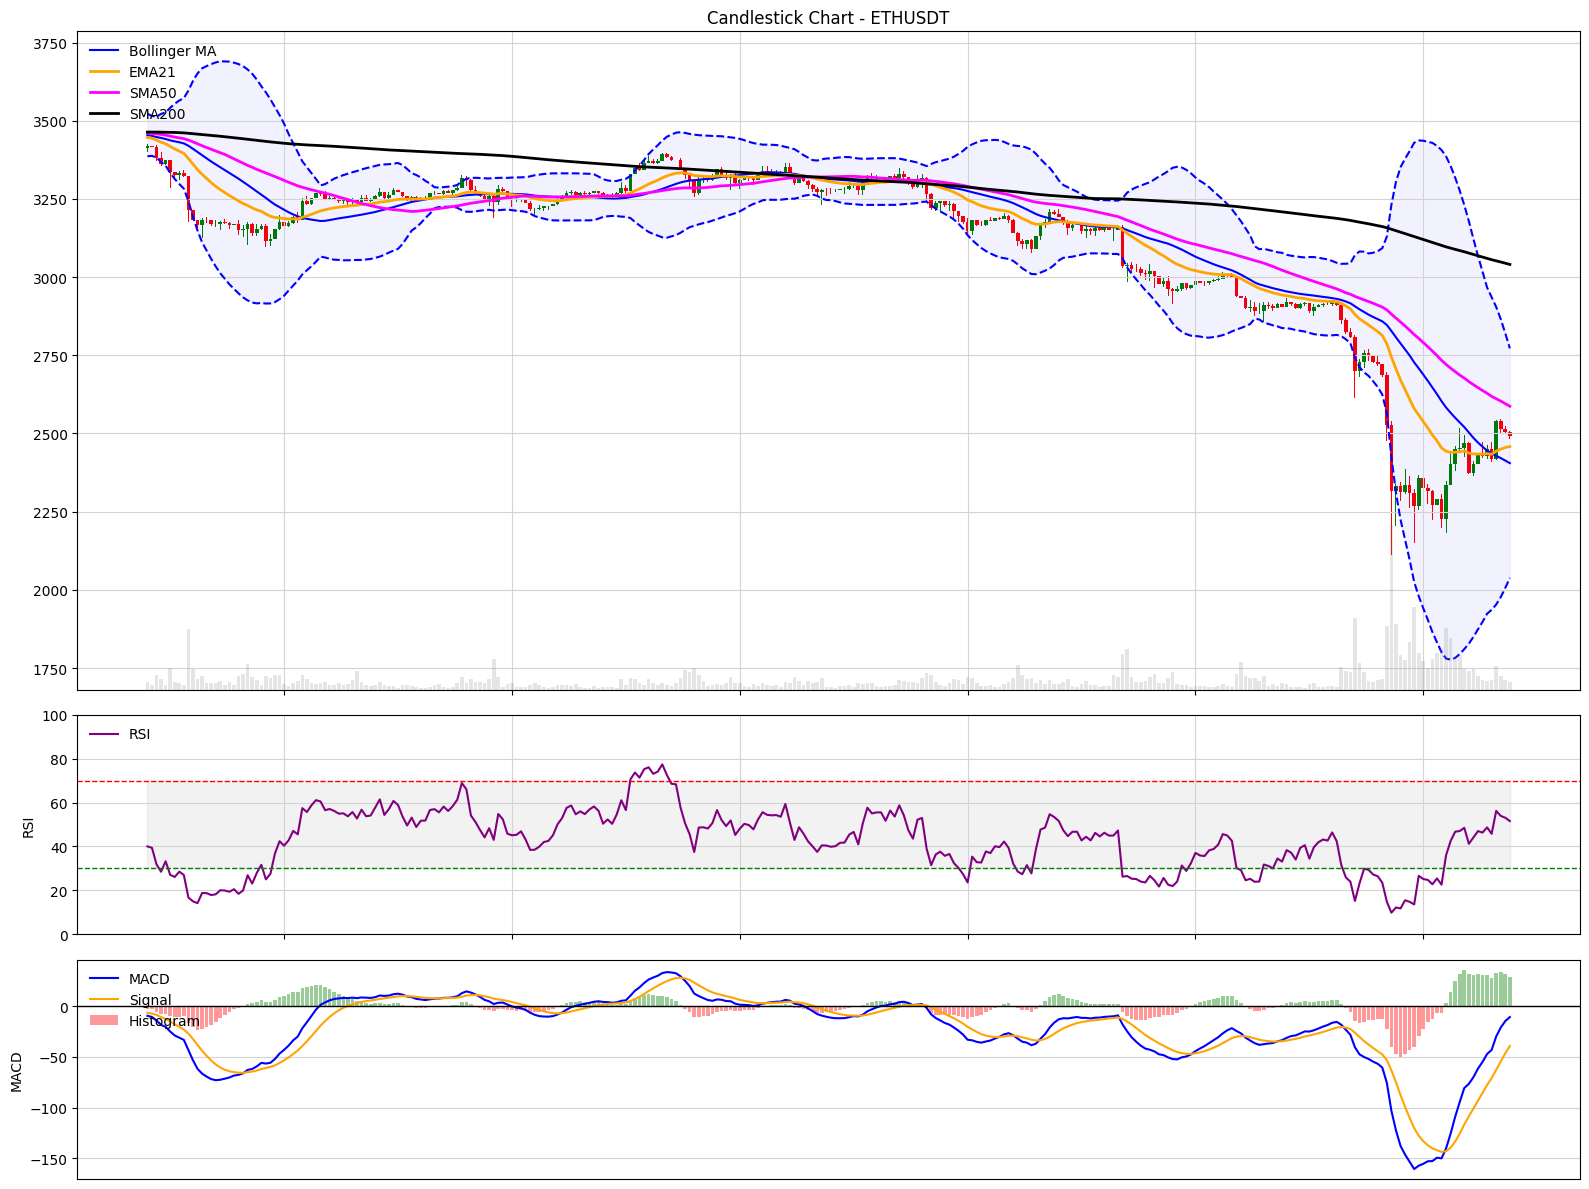 Candlestick Chart - ETHUSDT
3750
3500
3250
3000
2750
2500
2250
2000
1750
Bollinger MA
EMA21
SMA50
SMA200
100
80
60
40
20
0
RSI
RSI
0
−50
−100
−150
MACD
MACD
Signal
Histogram